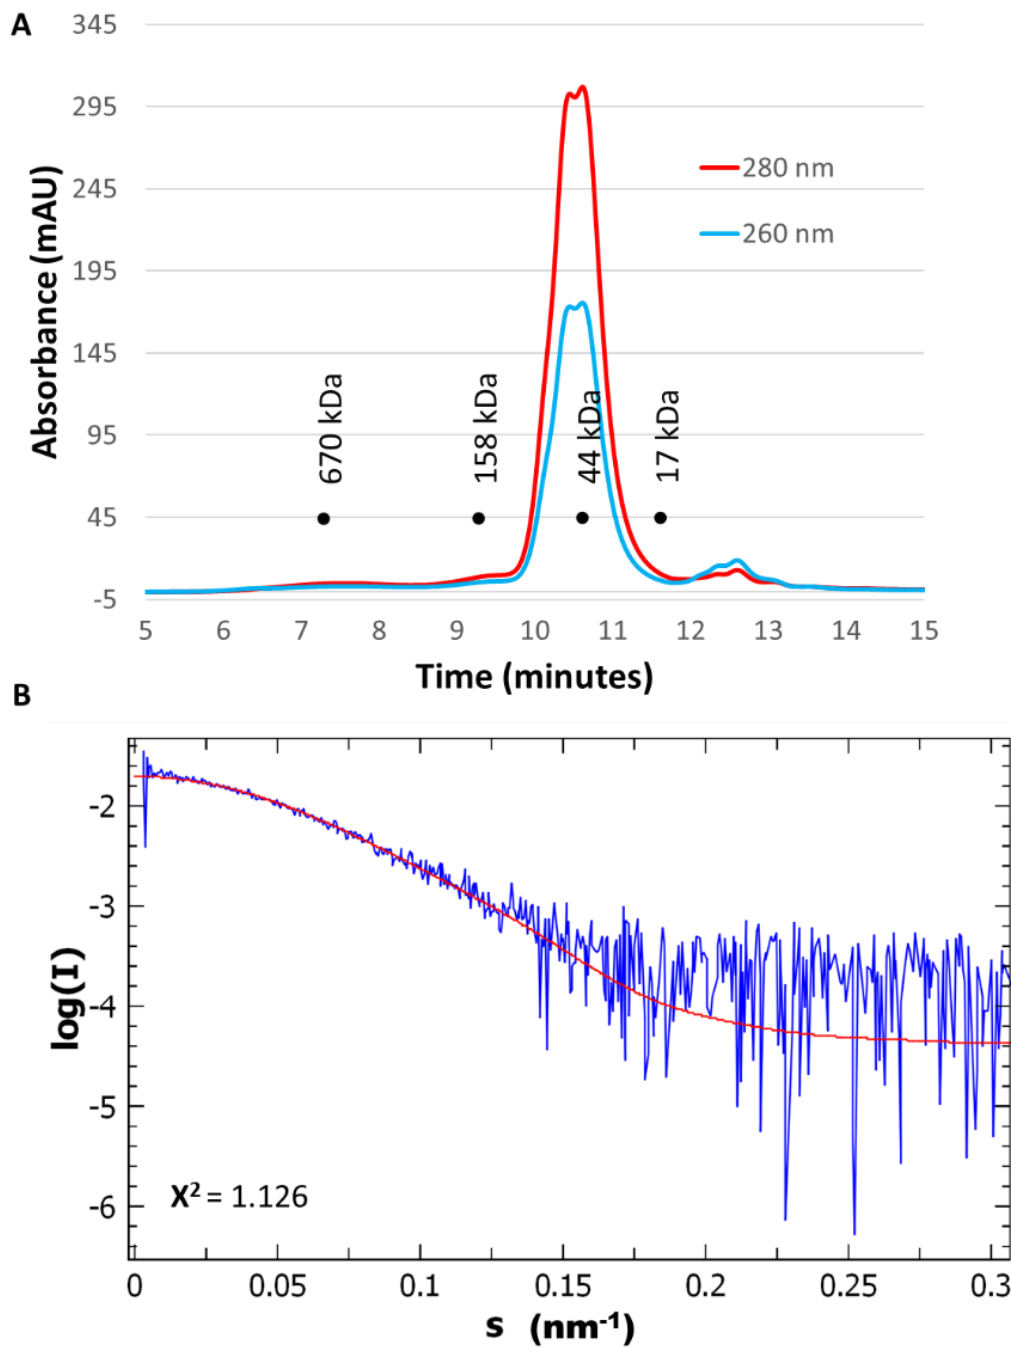 A
345
295
245
195
145
95
45
-5
Absorbance (mAU)
280 nm
260 nm
670 kDa
158 kDa
44 kDa
17 kDa
5 6 7 8 9 10 11 12 13 14 15
Time (minutes)
B
-2
-3
-4
-5
-6
log(I)
X² = 1.126
0 0.05 0.1 0.15 0.2 0.25 0.3
s (nm⁻¹)